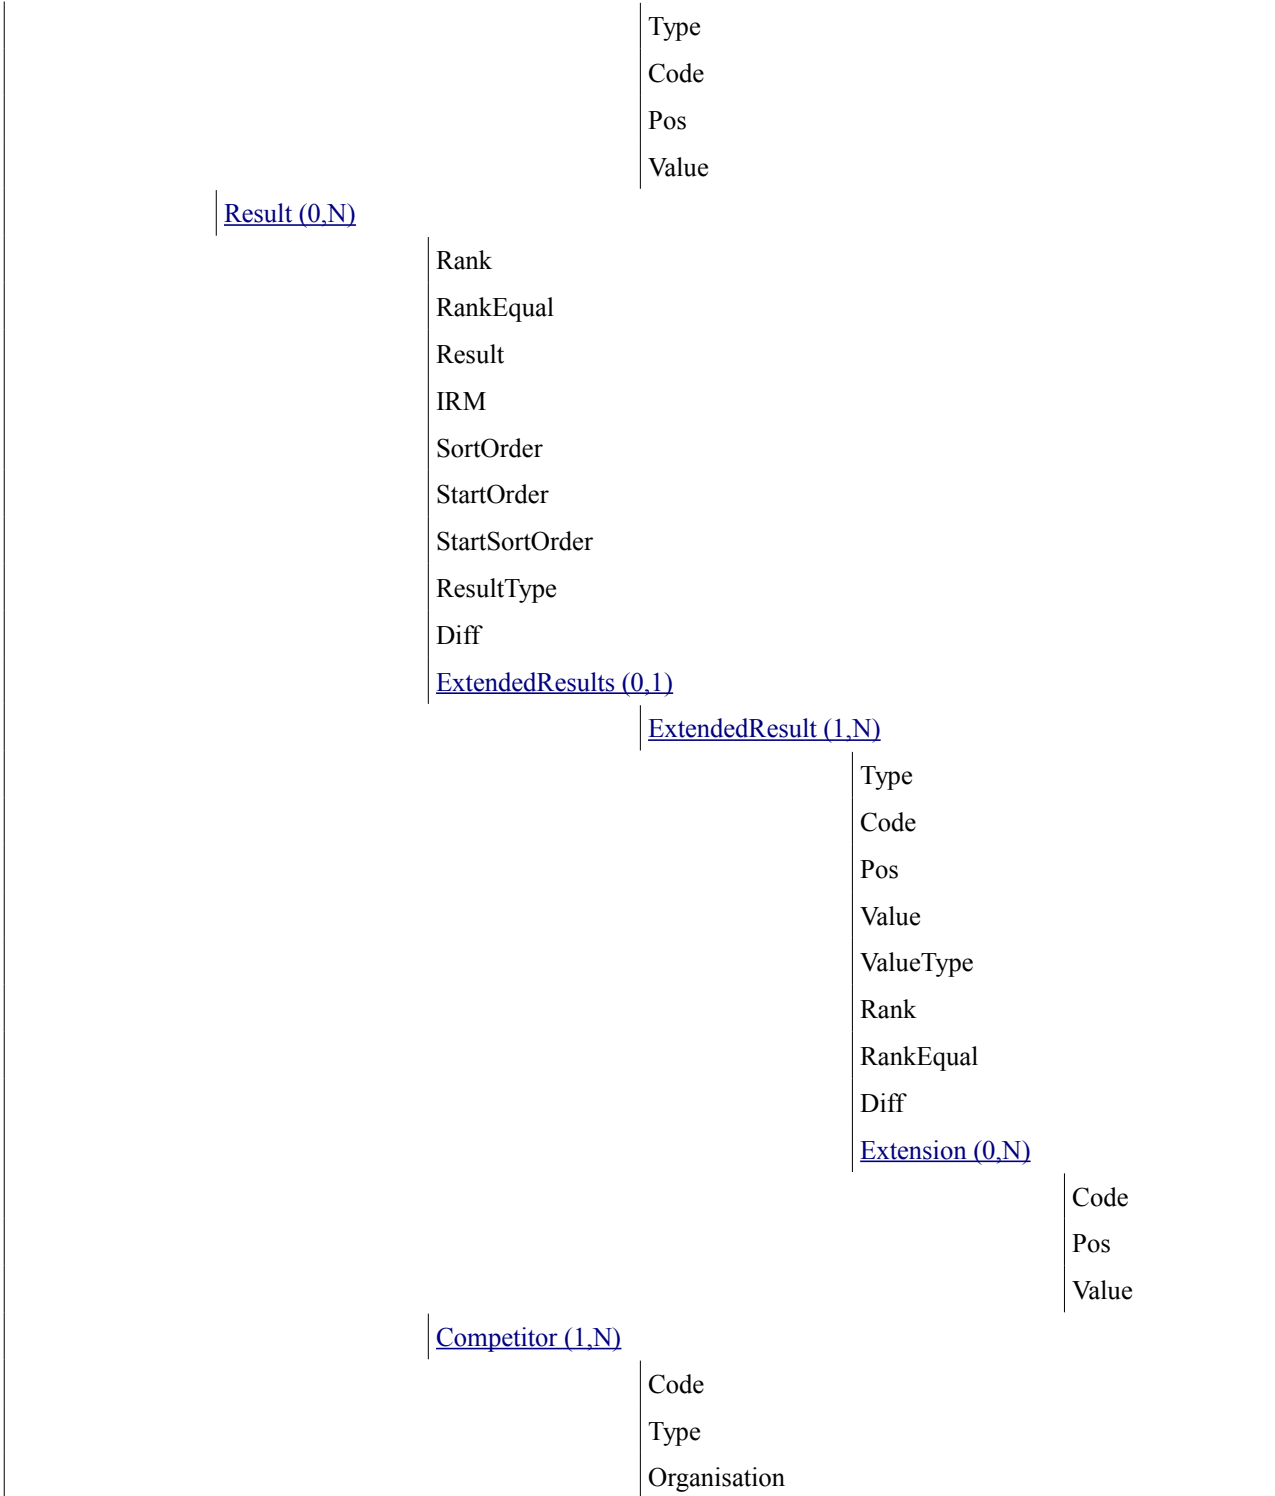 Type
Code
Pos
Value
Result (0,N)
Rank
RankEqual
Result
IRM
SortOrder
StartOrder
StartSortOrder
ResultType
Diff
ExtendedResults (0,1)
ExtendedResult (1,N)
Type
Code
Pos
Value
ValueType
Rank
RankEqual
Diff
Extension (0,N)
Code
Pos
Value
Competitor (1,N)
Code
Type
Organisation